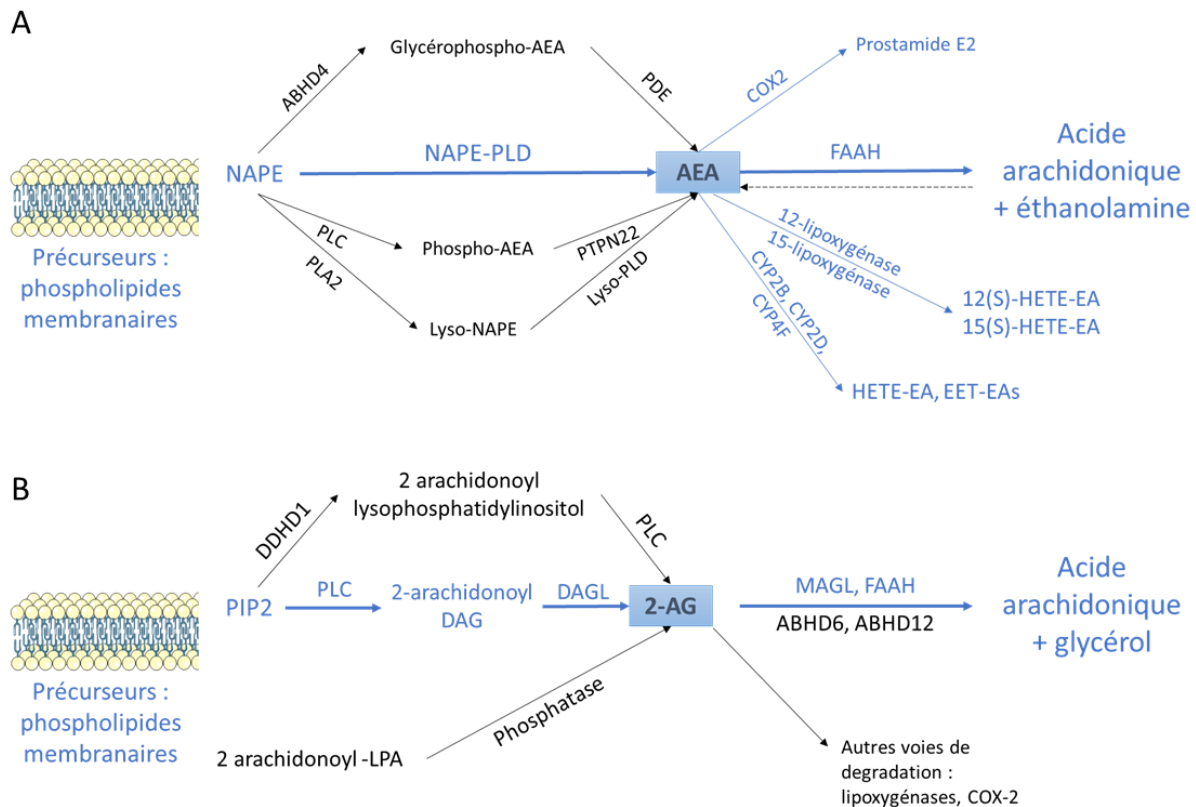 A
Glycérophospho-AEA
Prostamide E2
ABHD4
PDE
COX2
NAPE
NAPE-PLD
AEA
FAAH
Acide
arachidonique
+ éthanolamine
Précurseurs :
phospholipides
membranaires
PLC
PLA2
Phospho-AEA
PTPN22
Lyso-PLD
Lyso-NAPE
12-lipoxygénase
15-lipoxygénase
CYP2B, CYP2D,
CYP4F
12(S)-HETE-EA
15(S)-HETE-EA
HETE-EA, EET-EAs
B
2 arachidonoyl
lysophosphatidylinositol
DDHD1
PLC
PIP2
PLC
2-arachidonoyl
DAG
DAGL
2-AG
MAGL, FAAH
ABHD6, ABHD12
Acide
arachidonique
+ glycérol
Précurseurs :
phospholipides
membranaires
Phosphatase
2 arachidonoyl -LPA
Autres voies de
degradation :
lipoxygénases, COX-2